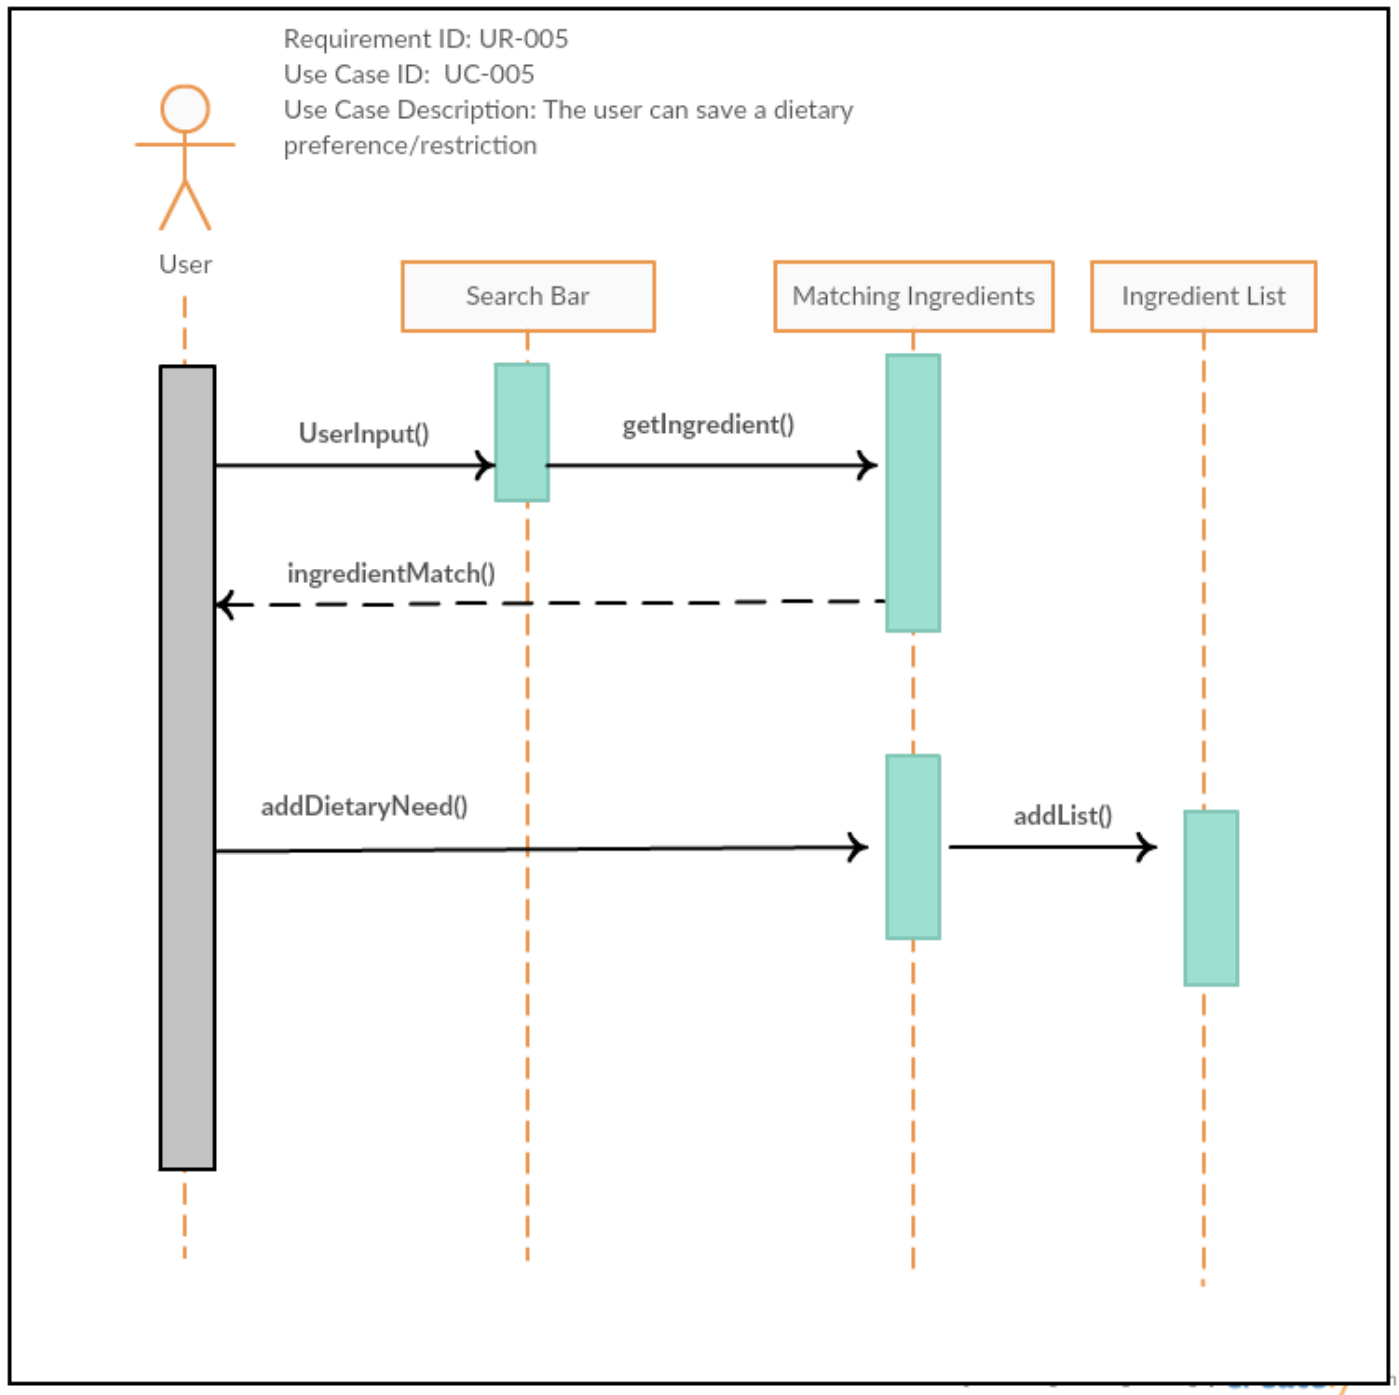 Requirement ID: UR-005
Use Case ID:  UC-005
Use Case Description: The user can save a dietary
preference/restriction
User
Search Bar
Matching Ingredients
Ingredient List
UserInput()
getIngredient()
ingredientMatch()
addDietaryNeed()
addList()